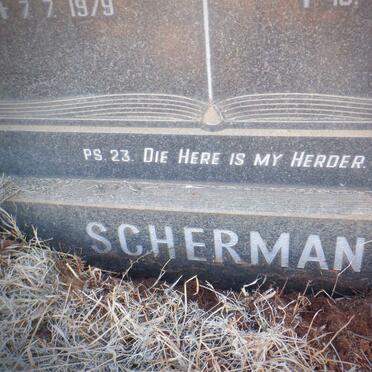 7.7.1979
PS. 23. DIE HERE IS MY HERDER.
SCHERMAN